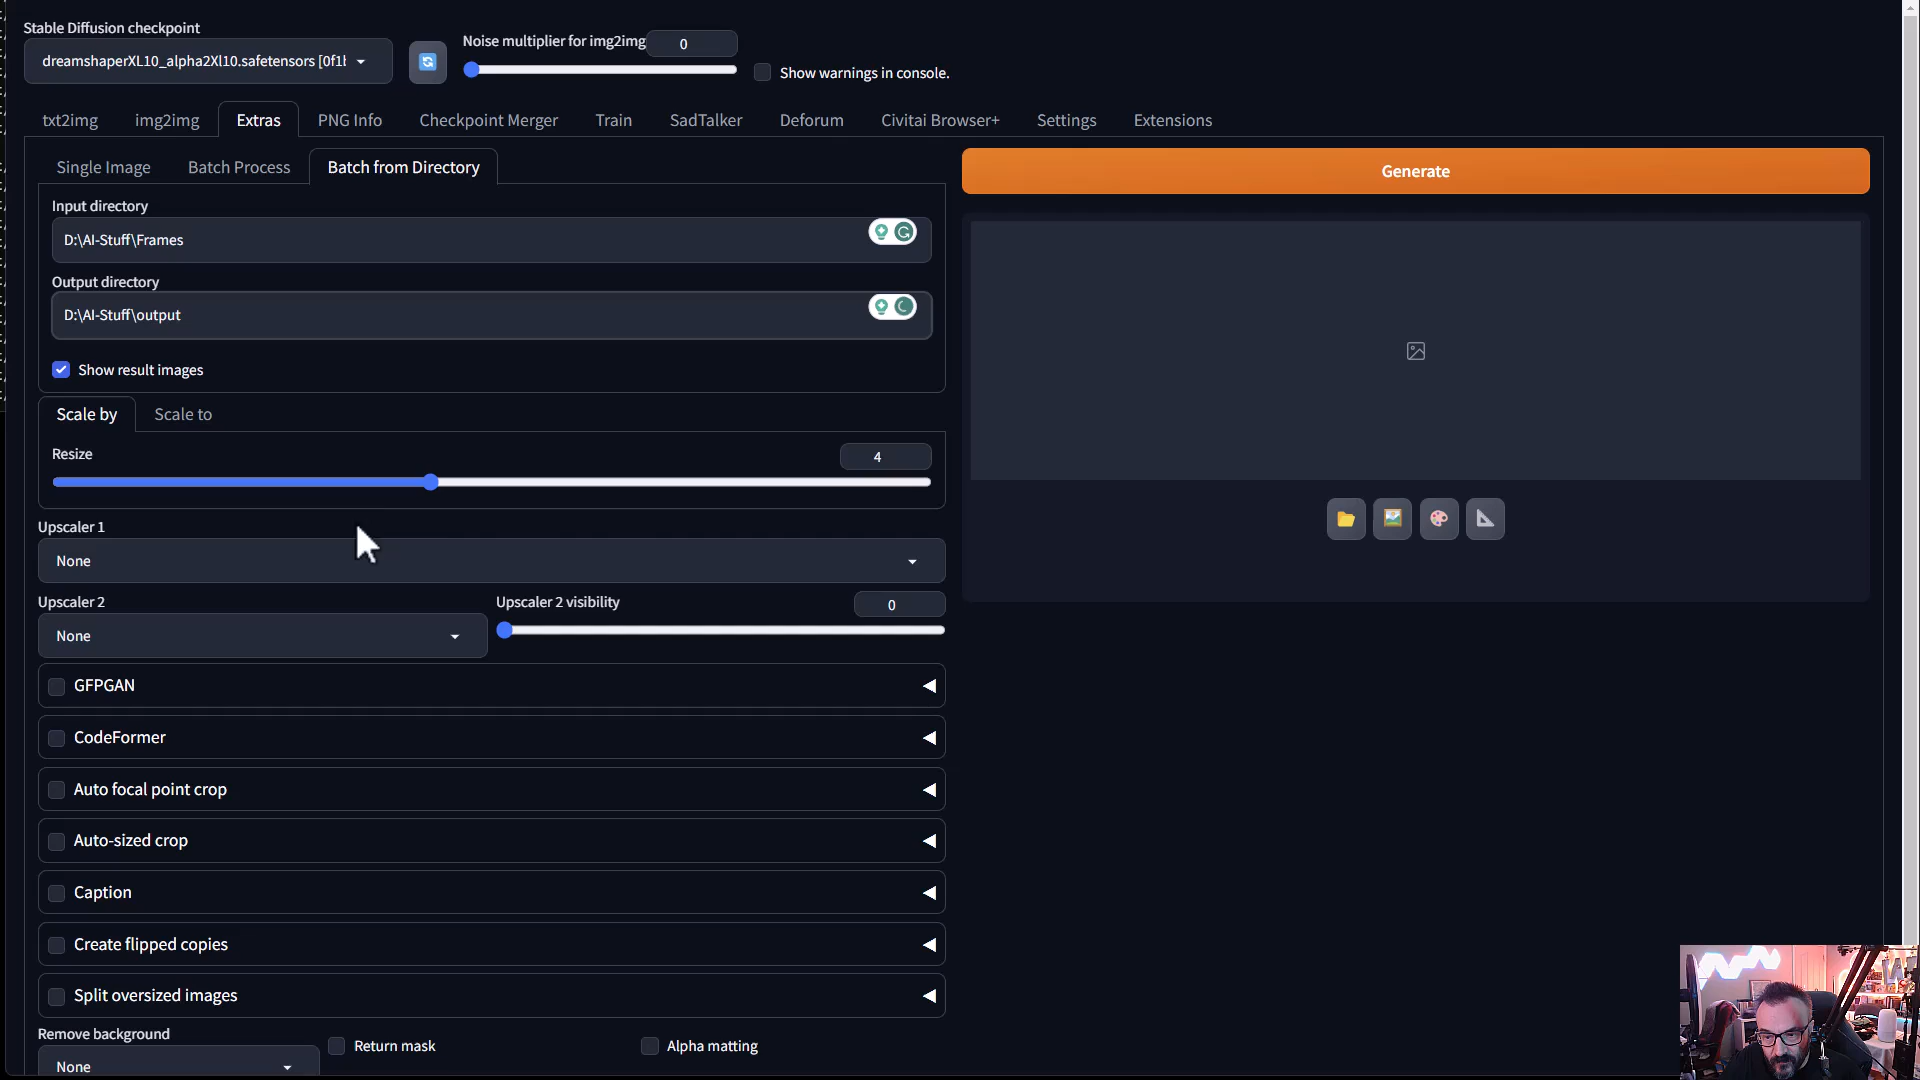 Stable Diffusion checkpoint
dreamshaperXL10_alpha2Xl10.safetensors [0f1b
Noise multiplier for img2img
0
Show warnings in console.
txt2img
img2img
Extras
PNG Info
Checkpoint Merger
Train
SadTalker
Deforum
Civitai Browser+
Settings
Extensions
Single Image
Batch Process
Batch from Directory
Generate
Input directory
D:\AI-Stuff\Frames
Output directory
D:\AI-Stuff\output
Show result images
Scale by
Scale to
Resize
4
Upscaler 1
None
Upscaler 2
None
Upscaler 2 visibility
0
GFPGAN
CodeFormer
Auto focal point crop
Auto-sized crop
Caption
Create flipped copies
Split oversized images
Remove background
None
Return mask
Alpha matting